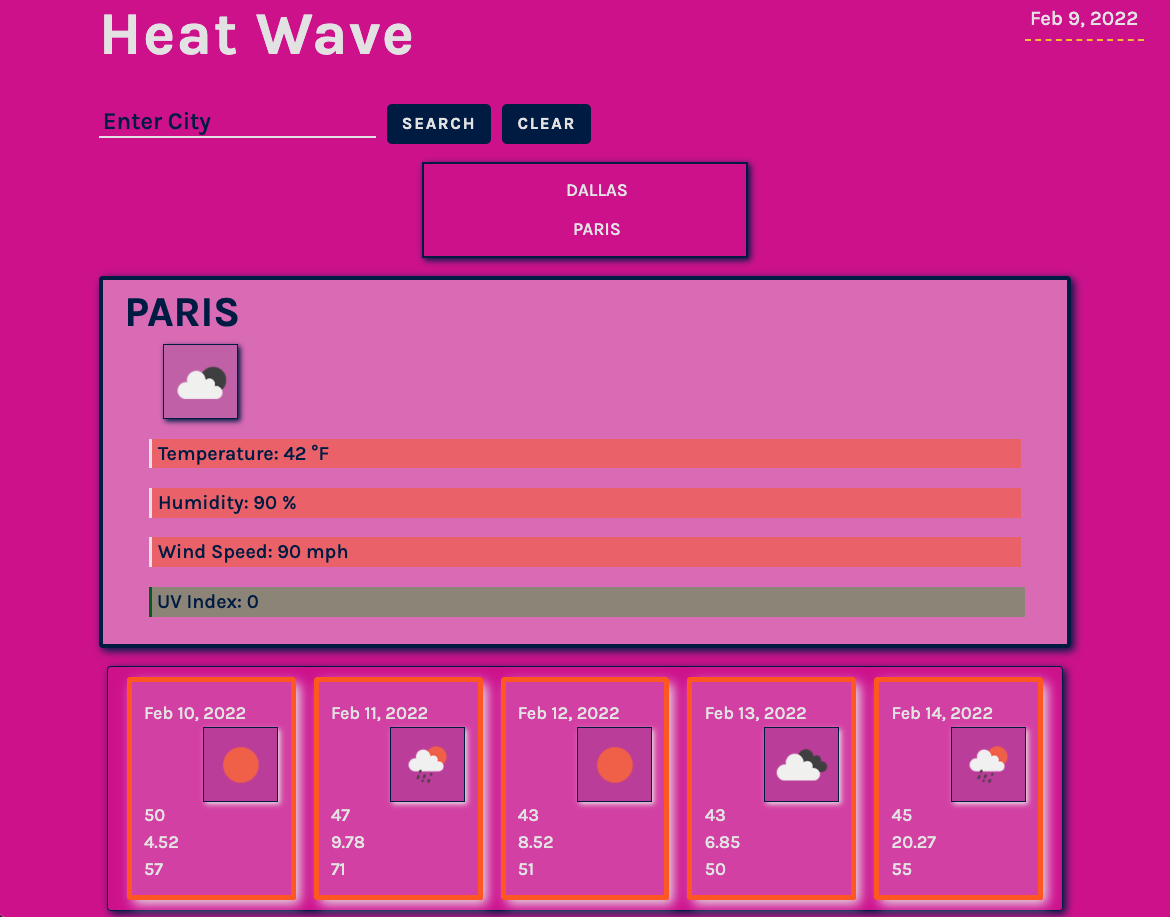 Heat Wave
Feb 9, 2022
Enter City
SEARCH
CLEAR
DALLAS
PARIS
PARIS
Temperature: 42 °F
Humidity: 90 %
Wind Speed: 90 mph
UV Index: 0
Feb 10, 2022
50
4.52
57
Feb 11, 2022
47
9.78
71
Feb 12, 2022
43
8.52
51
Feb 13, 2022
43
6.85
50
Feb 14, 2022
45
20.27
55